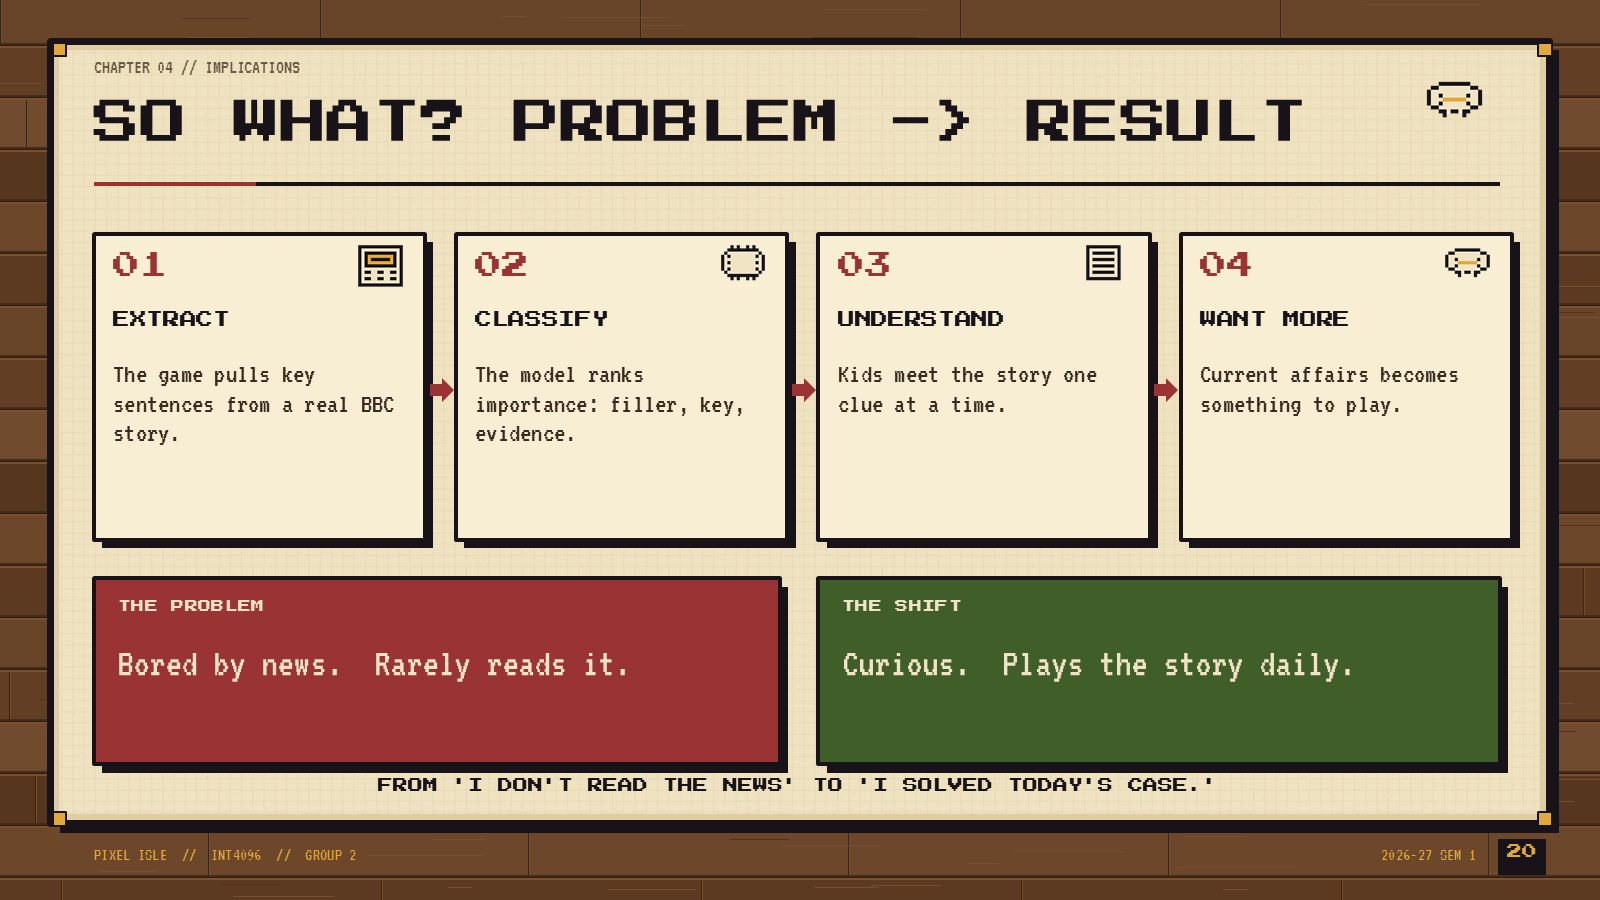 CHAPTER 04 // IMPLICATIONS
SO WHAT? PROBLEM -> RESULT
01
EXTRACT
The game pulls key
sentences from a real BBC
story.
02
CLASSIFY
The model ranks
importance: filler, key,
evidence.
03
UNDERSTAND
Kids meet the story one
clue at a time.
04
WANT MORE
Current affairs becomes
something to play.
THE PROBLEM
Bored by news.  Rarely reads it.
THE SHIFT
Curious.  Plays the story daily.
FROM 'I DON'T READ THE NEWS' TO 'I SOLVED TODAY'S CASE.'
PIXEL ISLE // INT4096 // GROUP 2
2026-27 SEM 1
20